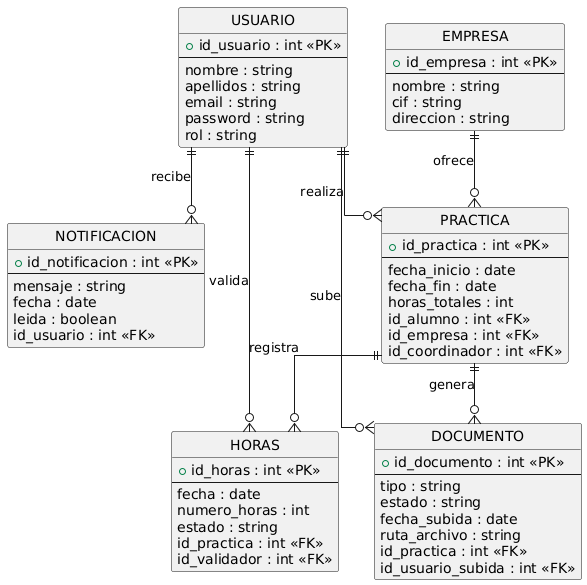 USUARIO
id_usuario : int «PK»
nombre : string
apellidos : string
email : string
password : string
rol : string
EMPRESA
id_empresa : int «PK»
nombre : string
cif : string
direccion : string
recibe
realiza
ofrece
NOTIFICACION
id_notificacion : int «PK»
mensaje : string
fecha : date
leida : boolean
id_usuario : int «FK»
valida
sube
PRACTICA
id_practica : int «PK»
fecha_inicio : date
fecha_fin : date
horas_totales : int
id_alumno : int «FK»
id_empresa : int «FK»
id_coordinador : int «FK»
registra
genera
HORAS
id_horas : int «PK»
fecha : date
numero_horas : int
estado : string
id_practica : int «FK»
id_validador : int «FK»
DOCUMENTO
id_documento : int «PK»
tipo : string
estado : string
fecha_subida : date
ruta_archivo : string
id_practica : int «FK»
id_usuario_subida : int «FK»